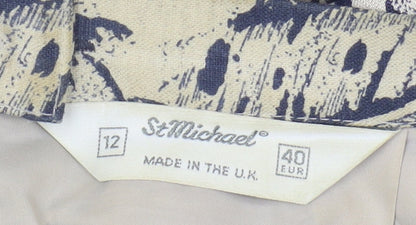 12
St Michael®
MADE IN THE U.K.
40
EUR